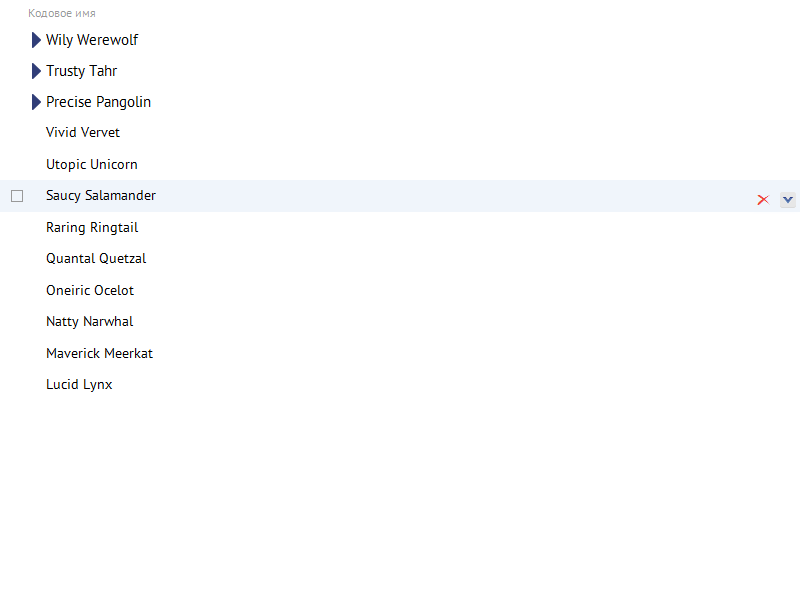 Кодовое имя
Wily Werewolf
Trusty Tahr
Precise Pangolin
Vivid Vervet
Utopic Unicorn
Saucy Salamander
Raring Ringtail
Quantal Quetzal
Oneiric Ocelot
Natty Narwhal
Maverick Meerkat
Lucid Lynx